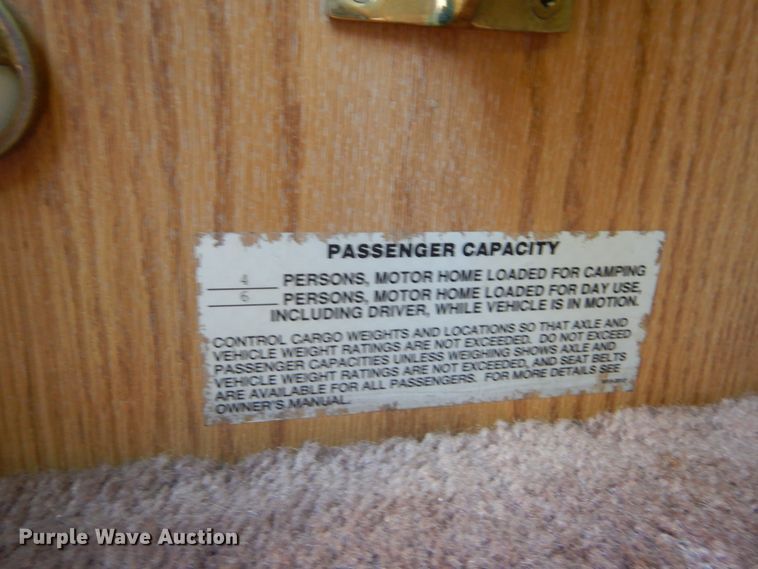 PASSENGER CAPACITY
4 PERSONS, MOTOR HOME LOADED FOR CAMPING
6 PERSONS, MOTOR HOME LOADED FOR DAY USE,
INCLUDING DRIVER, WHILE VEHICLE IS IN MOTION.
CONTROL CARGO WEIGHTS AND LOCATIONS SO THAT AXLE AND
VEHICLE WEIGHT RATINGS ARE NOT EXCEEDED. DO NOT EXCEED
PASSENGER CAPACITIES UNLESS WEIGHING SHOWS AXLE AND
VEHICLE WEIGHT RATINGS ARE NOT EXCEEDED, AND SEAT BELTS
ARE AVAILABLE FOR ALL PASSENGERS. FOR MORE DETAILS SEE
OWNER'S MANUAL.
Purple Wave Auction